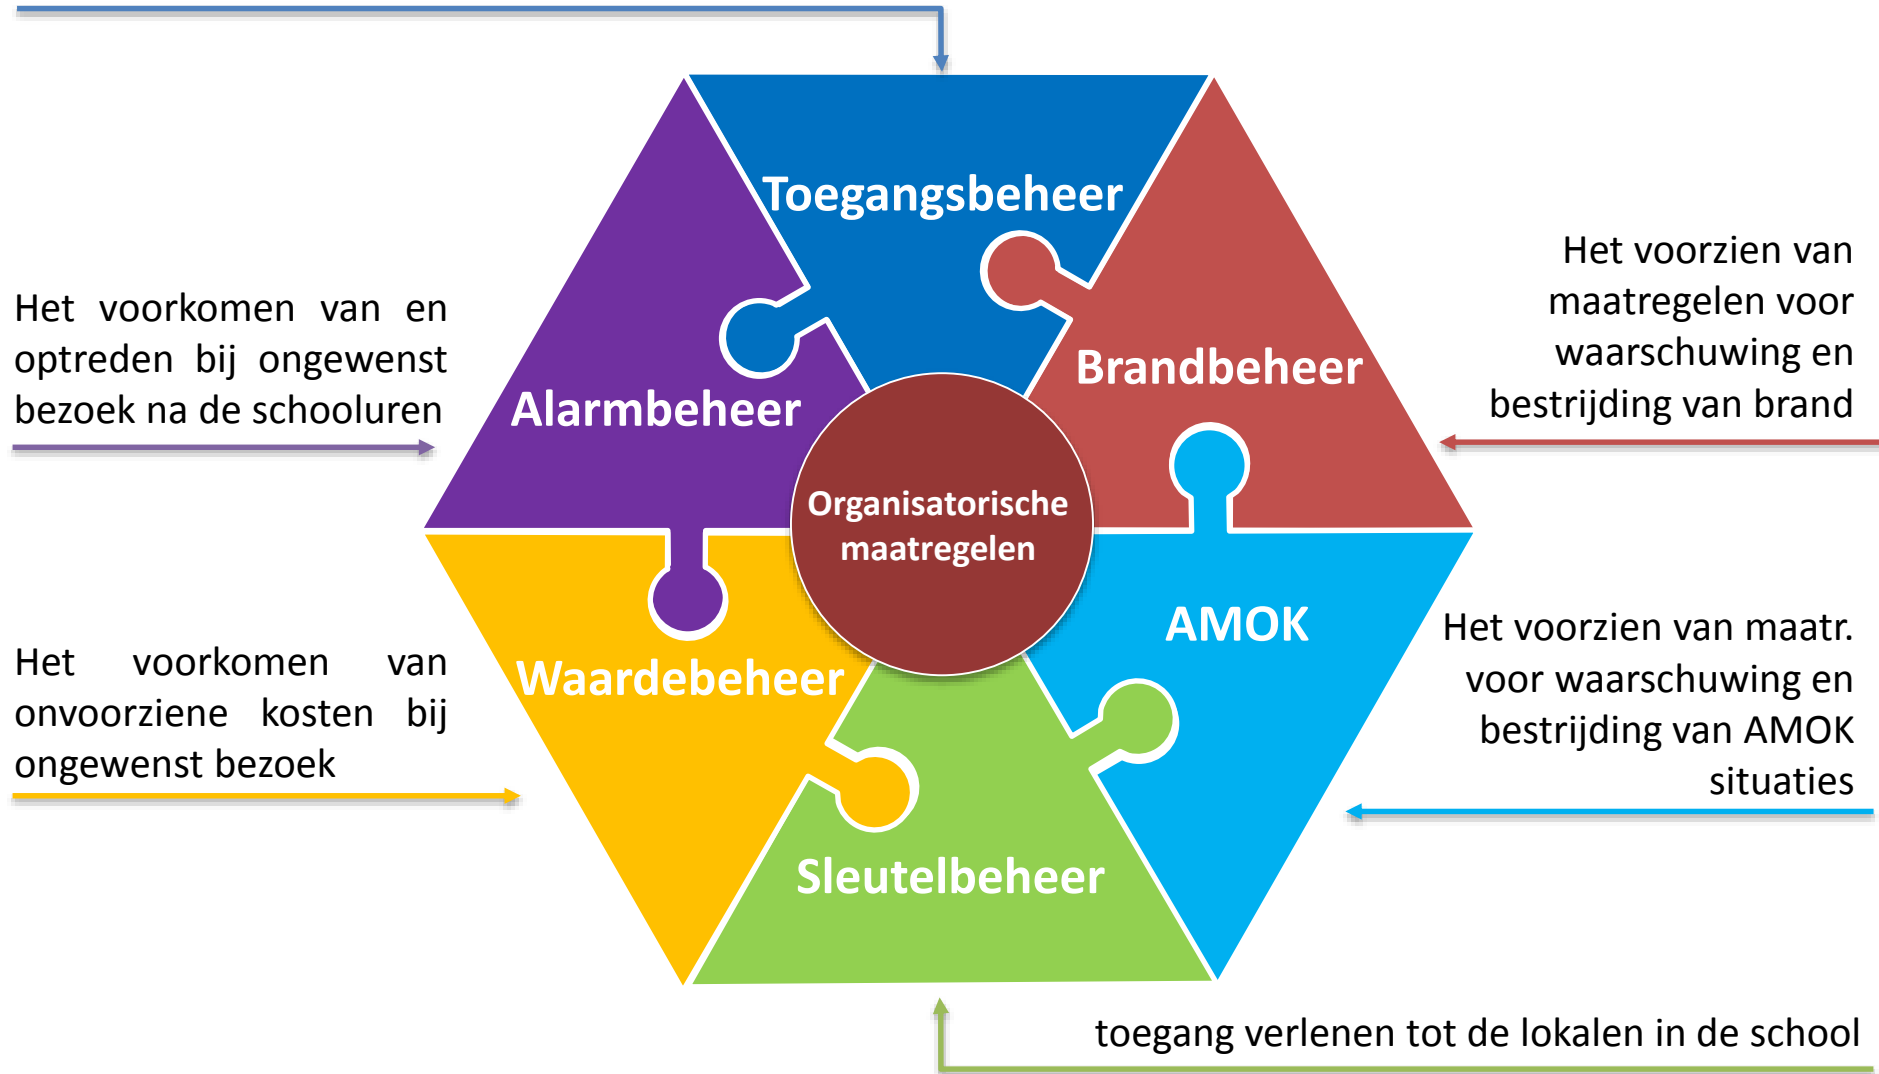 Toegangsbeheer
Het voorzien van
maatregelen voor
waarschuwing en
bestrijding van brand
Het voorkomen van en
optreden bij ongewenst
bezoek na de schooluren
Brandbeheer
Alarmbeheer
Organisatorische
maatregelen
AMOK
Het voorzien van maatr.
voor waarschuwing en
bestrijding van AMOK
situaties
Het voorkomen van
onvoorziene kosten bij
ongewenst bezoek
Waardebeheer
Sleutelbeheer
toegang verlenen tot de lokalen in de school